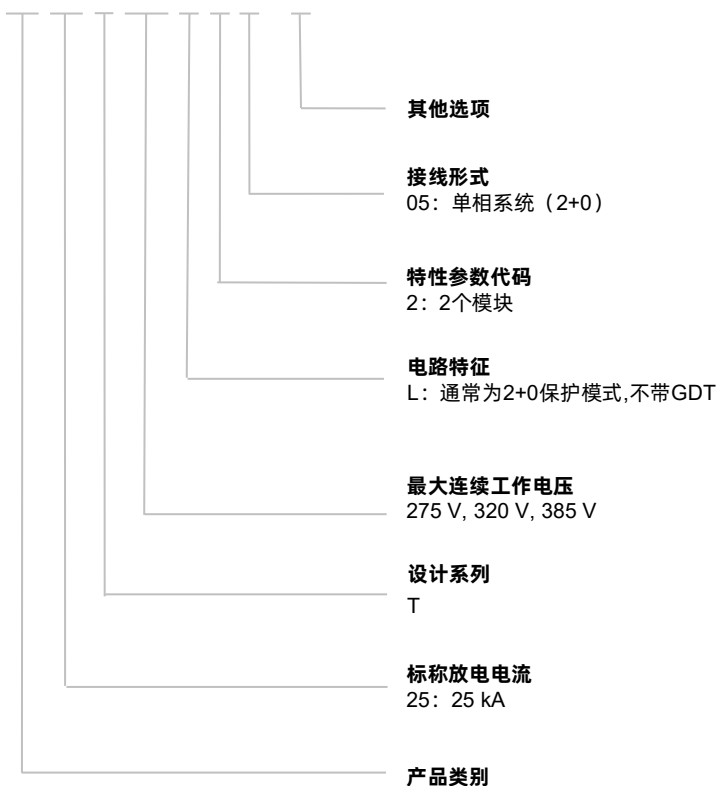 其他选项
接线形式
05：单相系统（2+0）
特性参数代码
2：2个模块
电路特征
L：通常为2+0保护模式,不带GDT
最大连续工作电压
275 V, 320 V, 385 V
设计系列
T
标称放电电流
25：25 kA
产品类别